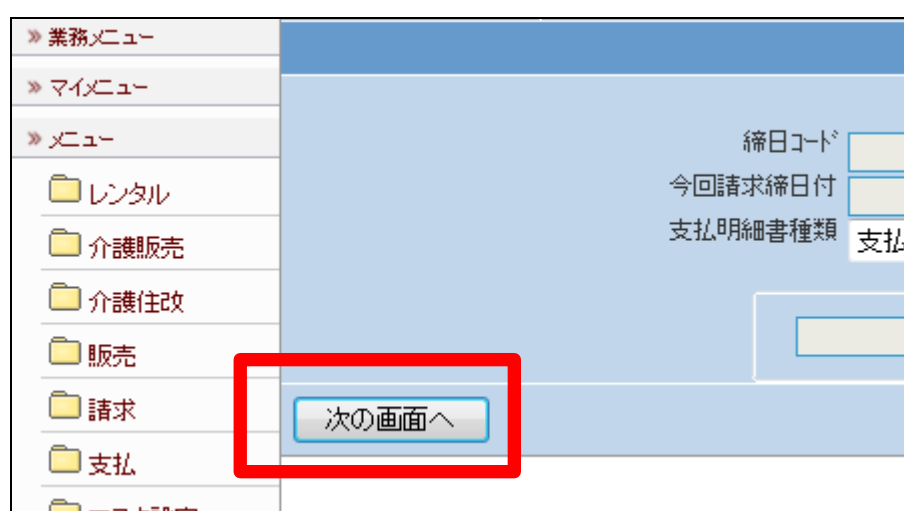 » 業務メニュー
» マイメニュー
» メニュー
レンタル
介護販売
介護住改
販売
請求
支払
締日コード
今回請求締日付
支払明細書種類
支払
次の画面へ